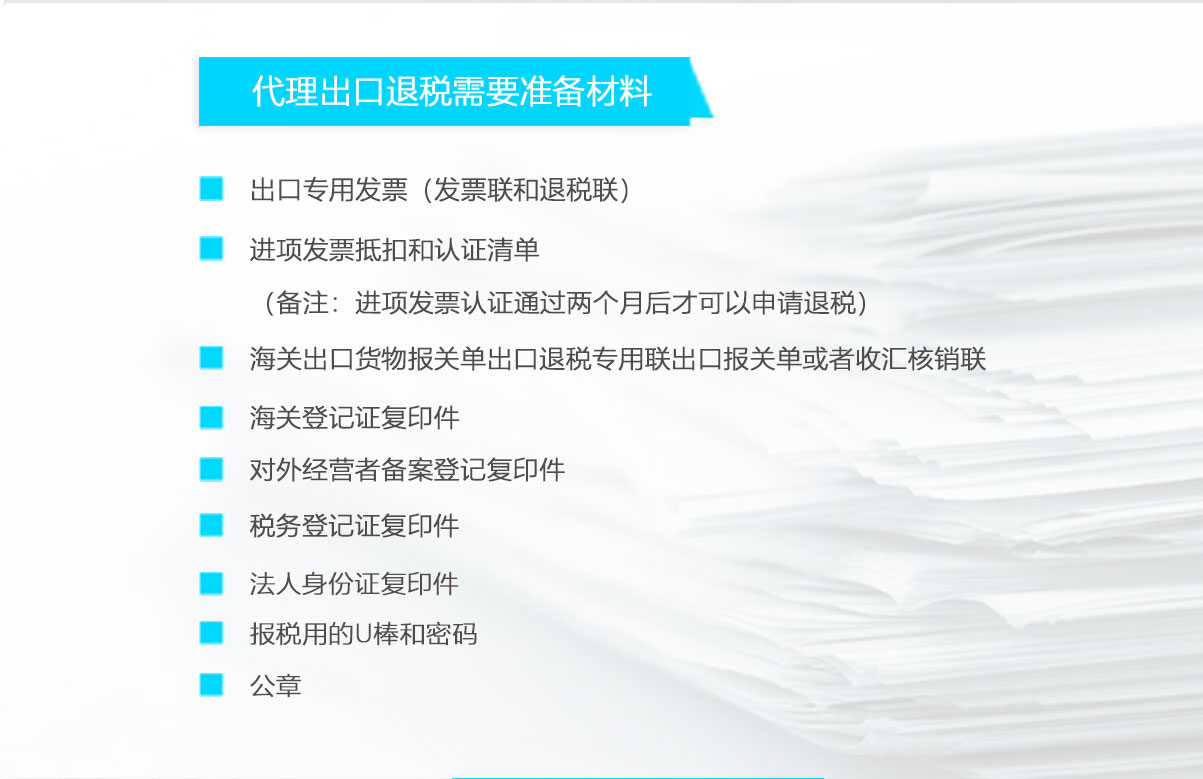 代理出口退税需要准备材料
出口专用发票（发票联和退税联）
进项发票抵扣和认证清单
（备注：进项发票认证通过两个月后才可以申请退税）
海关出口货物报关单出口退税专用联出口报关单或者收汇核销联
海关登记证复印件
对外经营者备案登记复印件
税务登记证复印件
法人身份证复印件
报税用的U棒和密码
公章